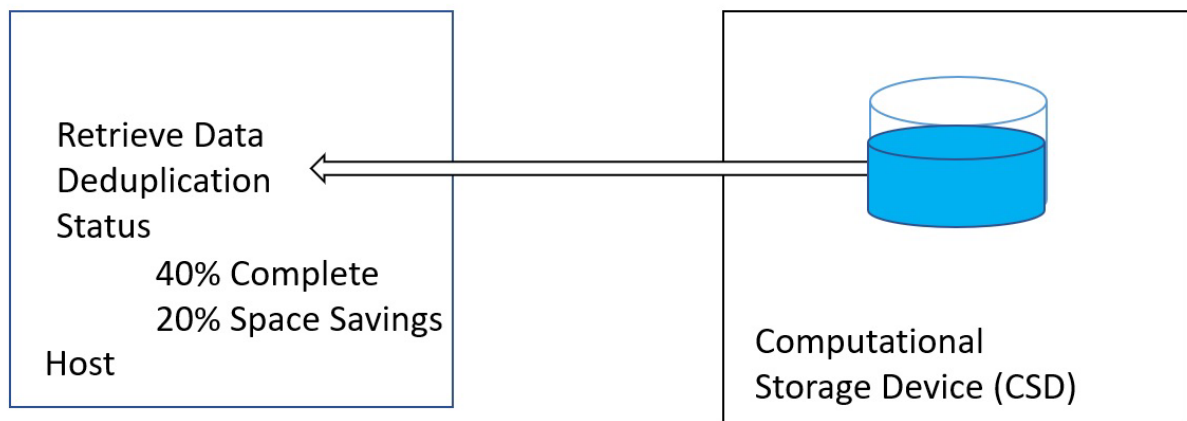 Retrieve Data
Deduplication
Status
40% Complete
20% Space Savings
Host
Computational
Storage Device (CSD)